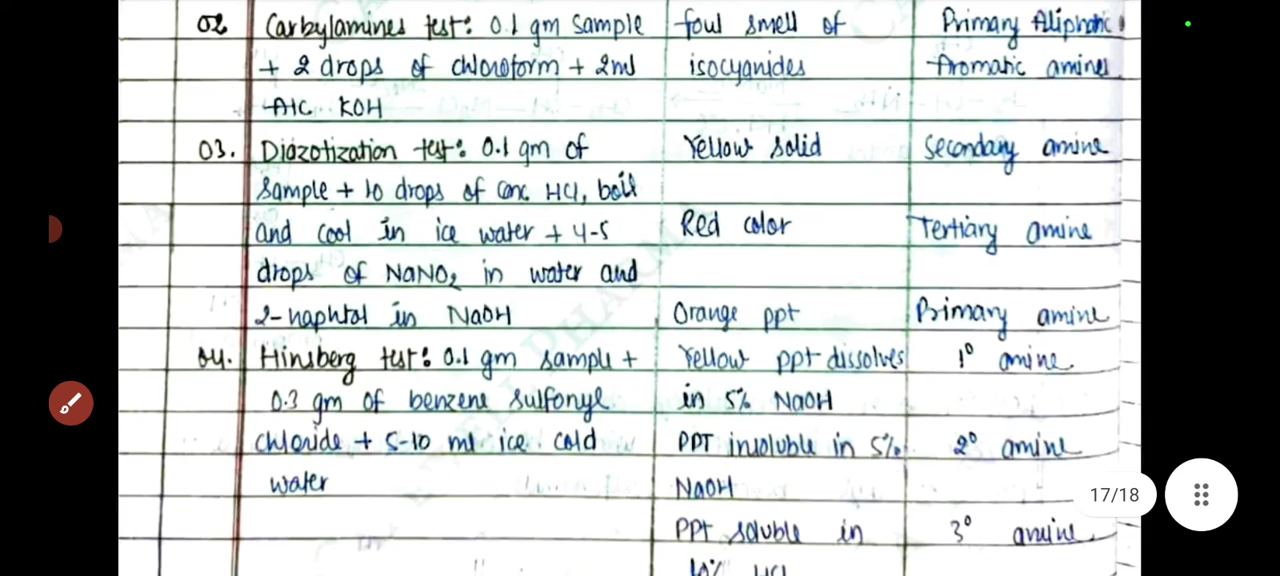 02 Carbylamines test: 0.1 gm sample foul smell of Primary Aliphatic
+ 2 drops of chloroform + 2ml isocyanides Aromatic amines
Alc KOH
03. Diazotization test: 0.1 gm of Yellow solid secondary amine
sample + 10 drops of conc HCl, boil
and cool in ice water + 4-5 Red color Tertiary amine
drops of NaNO2 in water and
2-naphtol in NaOH Orange ppt Primary amine
04. Hinsberg test: 0.1 gm sample + Yellow ppt dissolves 1° amine
0.3 gm of benzene sulfonyl in 5% NaOH
chloride + 5-10 ml ice cold PPT insoluble in 5% 2° amine
water NaOH
PPT soluble in 3° amine
10% HCl
17/18